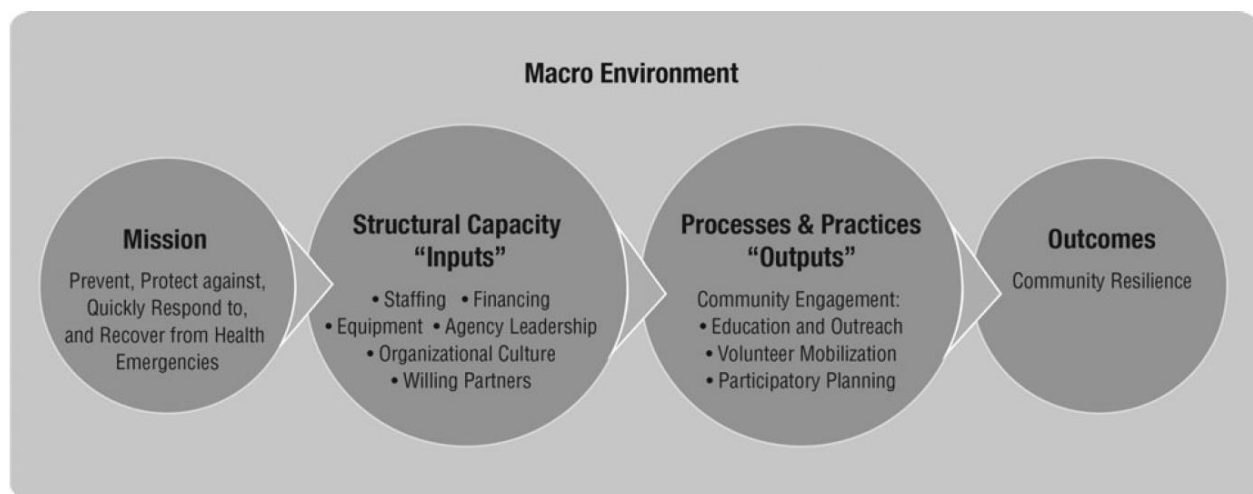 Macro Environment
Mission
Prevent, Protect against,
Quickly Respond to,
and Recover from Health
Emergencies
Structural Capacity
“Inputs”
• Staffing • Financing
• Equipment • Agency Leadership
• Organizational Culture
• Willing Partners
Processes & Practices
“Outputs”
Community Engagement:
• Education and Outreach
• Volunteer Mobilization
• Participatory Planning
Outcomes
Community Resilience